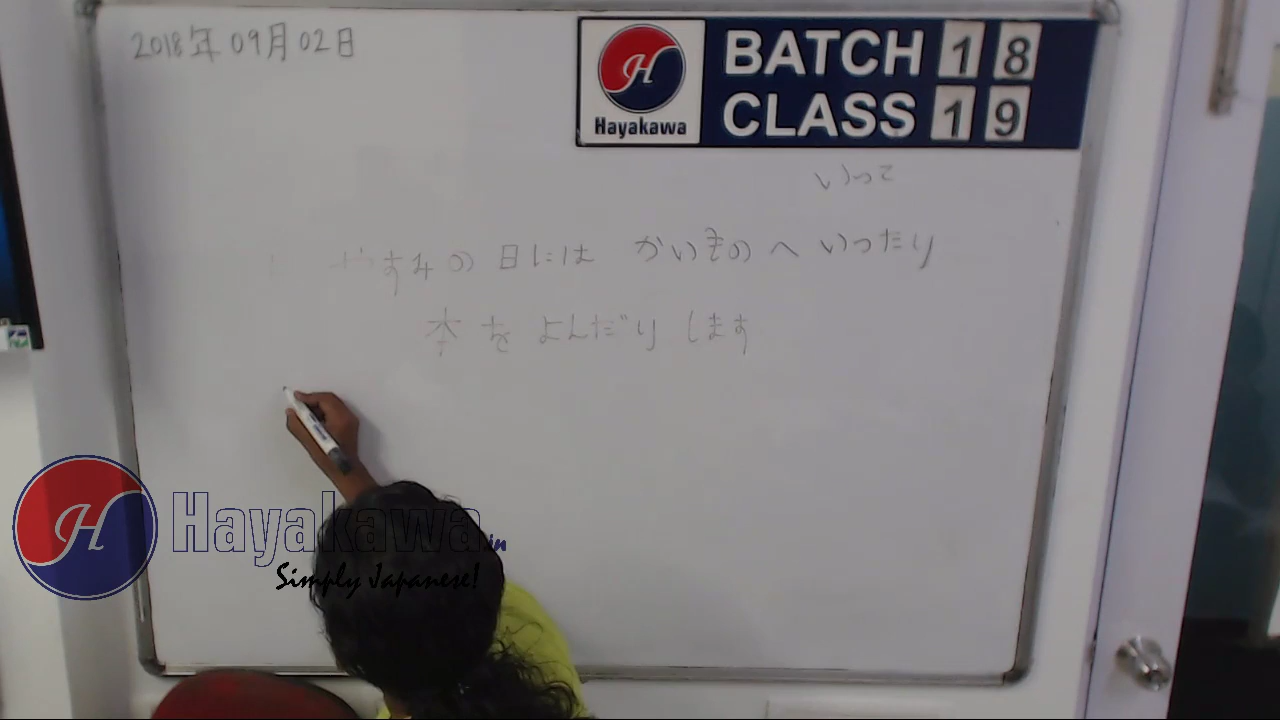 2018年09月02日
BATCH 18
CLASS 19
Hayakawa
いって
やすみの 日には かいものへ いったり
本を よんだり します
Hayakawa.in
Simply Japanese!